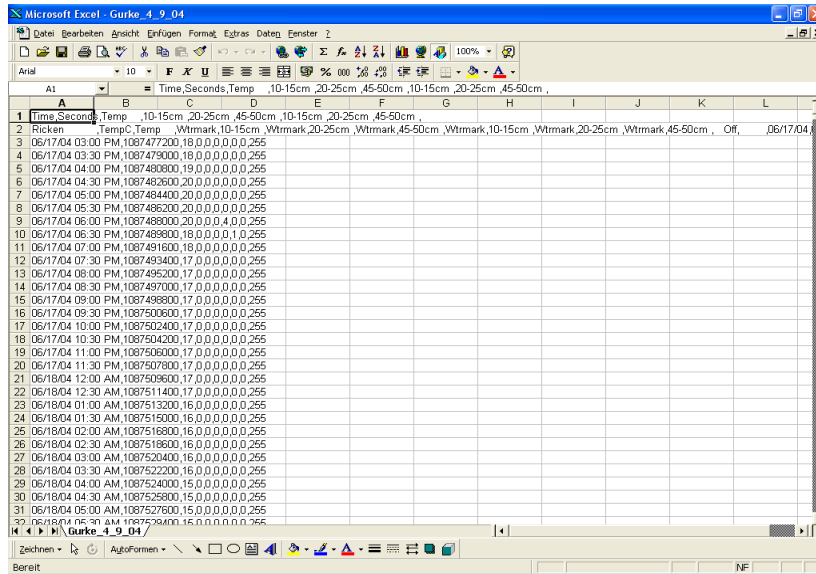 Microsoft Excel - Gurke_4_9_04
Datei Bearbeiten Ansicht Einfügen Format Extras Daten Fenster ?
100%
Arial 10 F K U
A1 = Time,Seconds,Temp ,10-15cm ,20-25cm ,45-50cm ,10-15cm ,20-25cm ,45-50cm ,
A B C D E F G H I J K L
1 Time,Seconds,Temp ,10-15cm ,20-25cm ,45-50cm ,10-15cm ,20-25cm ,45-50cm ,
2 Ricken ,TempC,Temp ,Wtrmark,10-15cm ,Wtrmark,20-25cm ,Wtrmark,45-50cm ,Wtrmark,10-15cm ,Wtrmark,20-25cm ,Wtrmark,45-50cm , Off, ,06/17/04,
3 06/17/04 03:00 PM,1087477200,18,0,0,0,0,0,0,255
4 06/17/04 03:30 PM,1087479000,18,0,0,0,0,0,0,255
5 06/17/04 04:00 PM,1087480800,19,0,0,0,0,0,0,255
6 06/17/04 04:30 PM,1087482600,20,0,0,0,0,0,0,255
7 06/17/04 05:00 PM,1087484400,20,0,0,0,0,0,0,255
8 06/17/04 05:30 PM,1087486200,20,0,0,0,0,0,0,255
9 06/17/04 06:00 PM,1087488000,20,0,0,0,4,0,0,255
10 06/17/04 06:30 PM,1087489800,18,0,0,0,0,1,0,255
11 06/17/04 07:00 PM,1087491600,18,0,0,0,0,0,0,255
12 06/17/04 07:30 PM,1087493400,17,0,0,0,0,0,0,255
13 06/17/04 08:00 PM,1087495200,17,0,0,0,0,0,0,255
14 06/17/04 08:30 PM,1087497000,17,0,0,0,0,0,0,255
15 06/17/04 09:00 PM,1087498800,17,0,0,0,0,0,0,255
16 06/17/04 09:30 PM,1087500600,17,0,0,0,0,0,0,255
17 06/17/04 10:00 PM,1087502400,17,0,0,0,0,0,0,255
18 06/17/04 10:30 PM,1087504200,17,0,0,0,0,0,0,255
19 06/17/04 11:00 PM,1087506000,17,0,0,0,0,0,0,255
20 06/17/04 11:30 PM,1087507800,17,0,0,0,0,0,0,255
21 06/18/04 12:00 AM,1087509600,17,0,0,0,0,0,0,255
22 06/18/04 12:30 AM,1087511400,17,0,0,0,0,0,0,255
23 06/18/04 01:00 AM,1087513200,16,0,0,0,0,0,0,255
24 06/18/04 01:30 AM,1087515000,16,0,0,0,0,0,0,255
25 06/18/04 02:00 AM,1087516800,16,0,0,0,0,0,0,255
26 06/18/04 02:30 AM,1087518600,16,0,0,0,0,0,0,255
27 06/18/04 03:00 AM,1087520400,16,0,0,0,0,0,0,255
28 06/18/04 03:30 AM,1087522200,16,0,0,0,0,0,0,255
29 06/18/04 04:00 AM,1087524000,15,0,0,0,0,0,0,255
30 06/18/04 04:30 AM,1087525800,15,0,0,0,0,0,0,255
31 06/18/04 05:00 AM,1087527600,15,0,0,0,0,0,0,255
32 06/18/04 05:30 AM,1087529400,15,0,0,0,0,0,0,255
Gurke_4_9_04
Zeichnen AutoFormen
Bereit NF